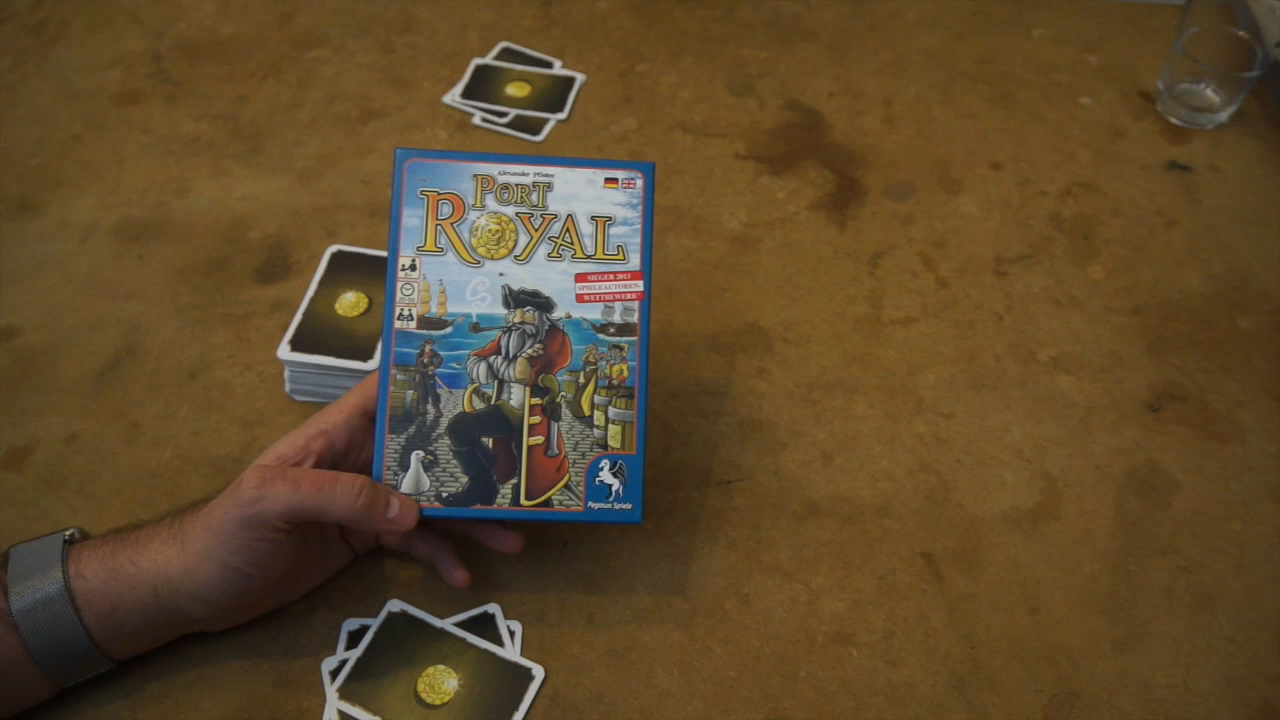 Alexander Pfister
PORT
ROYAL
SIEGER 2013
SPIELEAUTOREN-
WETTBEWERB
Pegasus Spiele